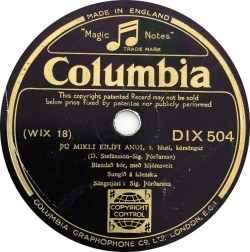 MADE IN ENGLAND
"Magic Notes"
TRADE MARK
Columbia
This copyright patented Record may not be sold
below price fixed by patentee nor publicly performed
(WIX 18) DIX 504
ÞÚ MIKLI EILÍFI ANDI, 1. hluti, kórsöngur
(D. Stefánsson-Sig. Þórðarson)
Blandað kór, með hljómsveit
Sungið á íslensku
Söngstjóri: Sig. Þórðarson
COPYRIGHT
CONTROL
COLUMBIA GRAPHOPHONE CO. LTD. LONDON. E.C.1